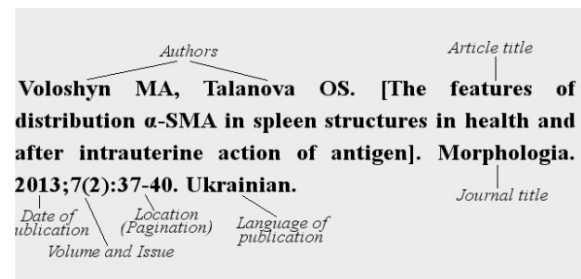 Authors
Article title
Voloshyn MA, Talanova OS. [The features of
distribution α-SMA in spleen structures in health and
after intrauterine action of antigen]. Morphologia.
2013;7(2):37-40. Ukrainian.
Journal title
Date of
ublication
Location
(Pagination)
Language of
publication
Volume and Issue